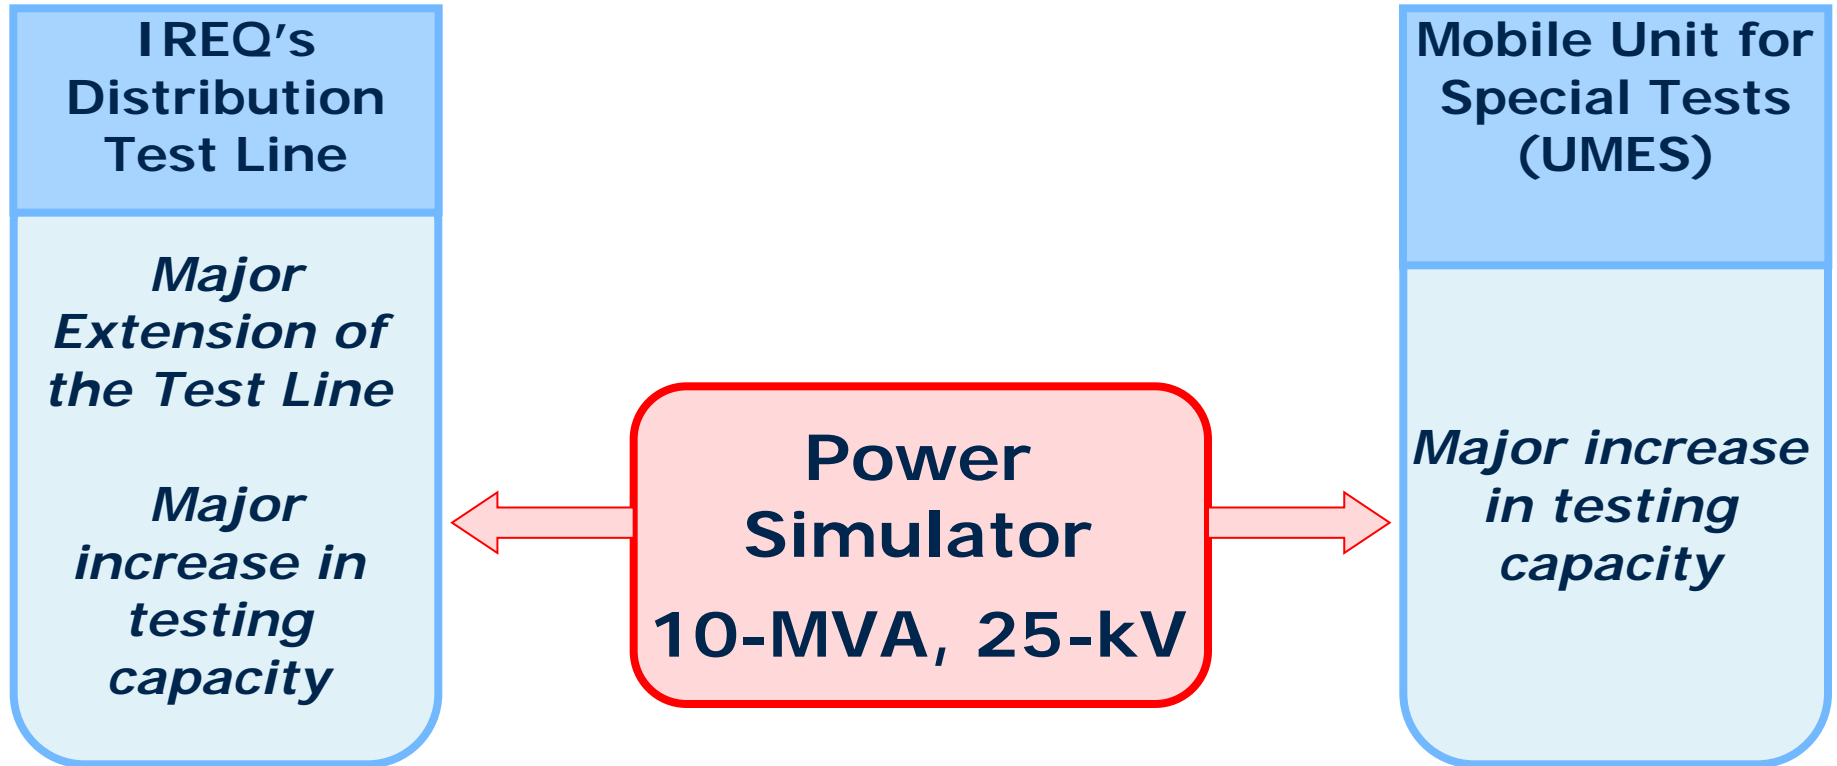 IREQ's
Distribution
Test Line
Major
Extension of
the Test Line
Major
increase in
testing
capacity
Power
Simulator
10-MVA, 25-kV
Mobile Unit for
Special Tests
(UMES)
Major increase
in testing
capacity